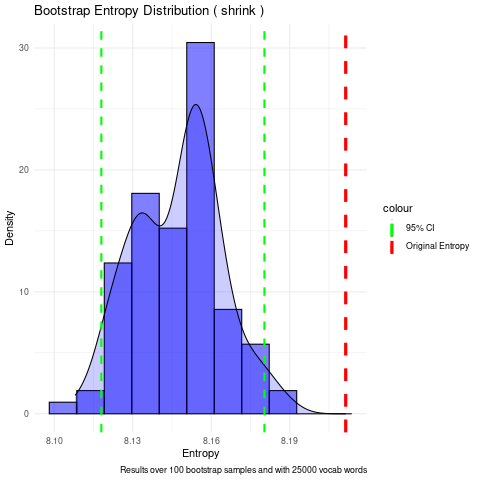 Bootstrap Entropy Distribution ( shrink )
30
20
10
0
Density
8.10
8.13
8.16
8.19
Entropy
colour
95% CI
Original Entropy
Results over 100 bootstrap samples and with 25000 vocab words